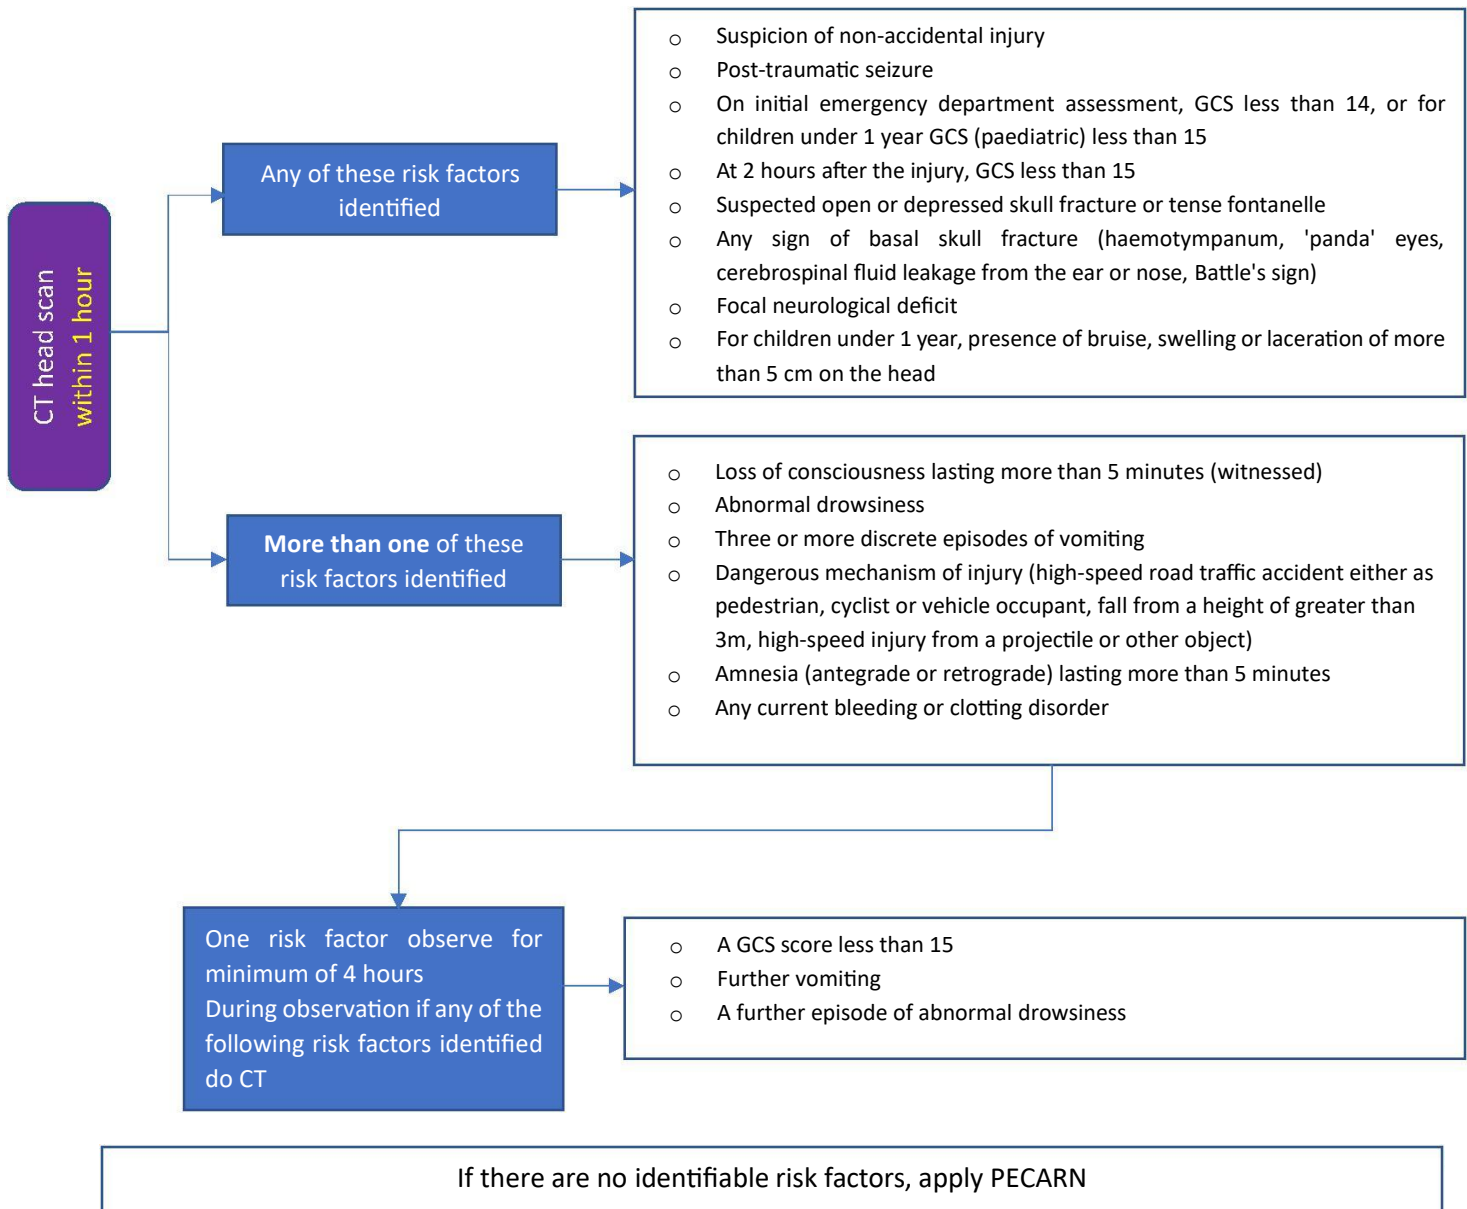 CT head scan
within 1 hour
Any of these risk factors
identified
o Suspicion of non-accidental injury
o Post-traumatic seizure
o On initial emergency department assessment, GCS less than 14, or for
children under 1 year GCS (paediatric) less than 15
o At 2 hours after the injury, GCS less than 15
o Suspected open or depressed skull fracture or tense fontanelle
o Any sign of basal skull fracture (haemotympanum, 'panda' eyes,
cerebrospinal fluid leakage from the ear or nose, Battle's sign)
o Focal neurological deficit
o For children under 1 year, presence of bruise, swelling or laceration of more
than 5 cm on the head
More than one of these
risk factors identified
o Loss of consciousness lasting more than 5 minutes (witnessed)
o Abnormal drowsiness
o Three or more discrete episodes of vomiting
o Dangerous mechanism of injury (high-speed road traffic accident either as
pedestrian, cyclist or vehicle occupant, fall from a height of greater than
3m, high-speed injury from a projectile or other object)
o Amnesia (antegrade or retrograde) lasting more than 5 minutes
o Any current bleeding or clotting disorder
One risk factor observe for
minimum of 4 hours
During observation if any of the
following risk factors identified
do CT
o A GCS score less than 15
o Further vomiting
o A further episode of abnormal drowsiness
If there are no identifiable risk factors, apply PECARN